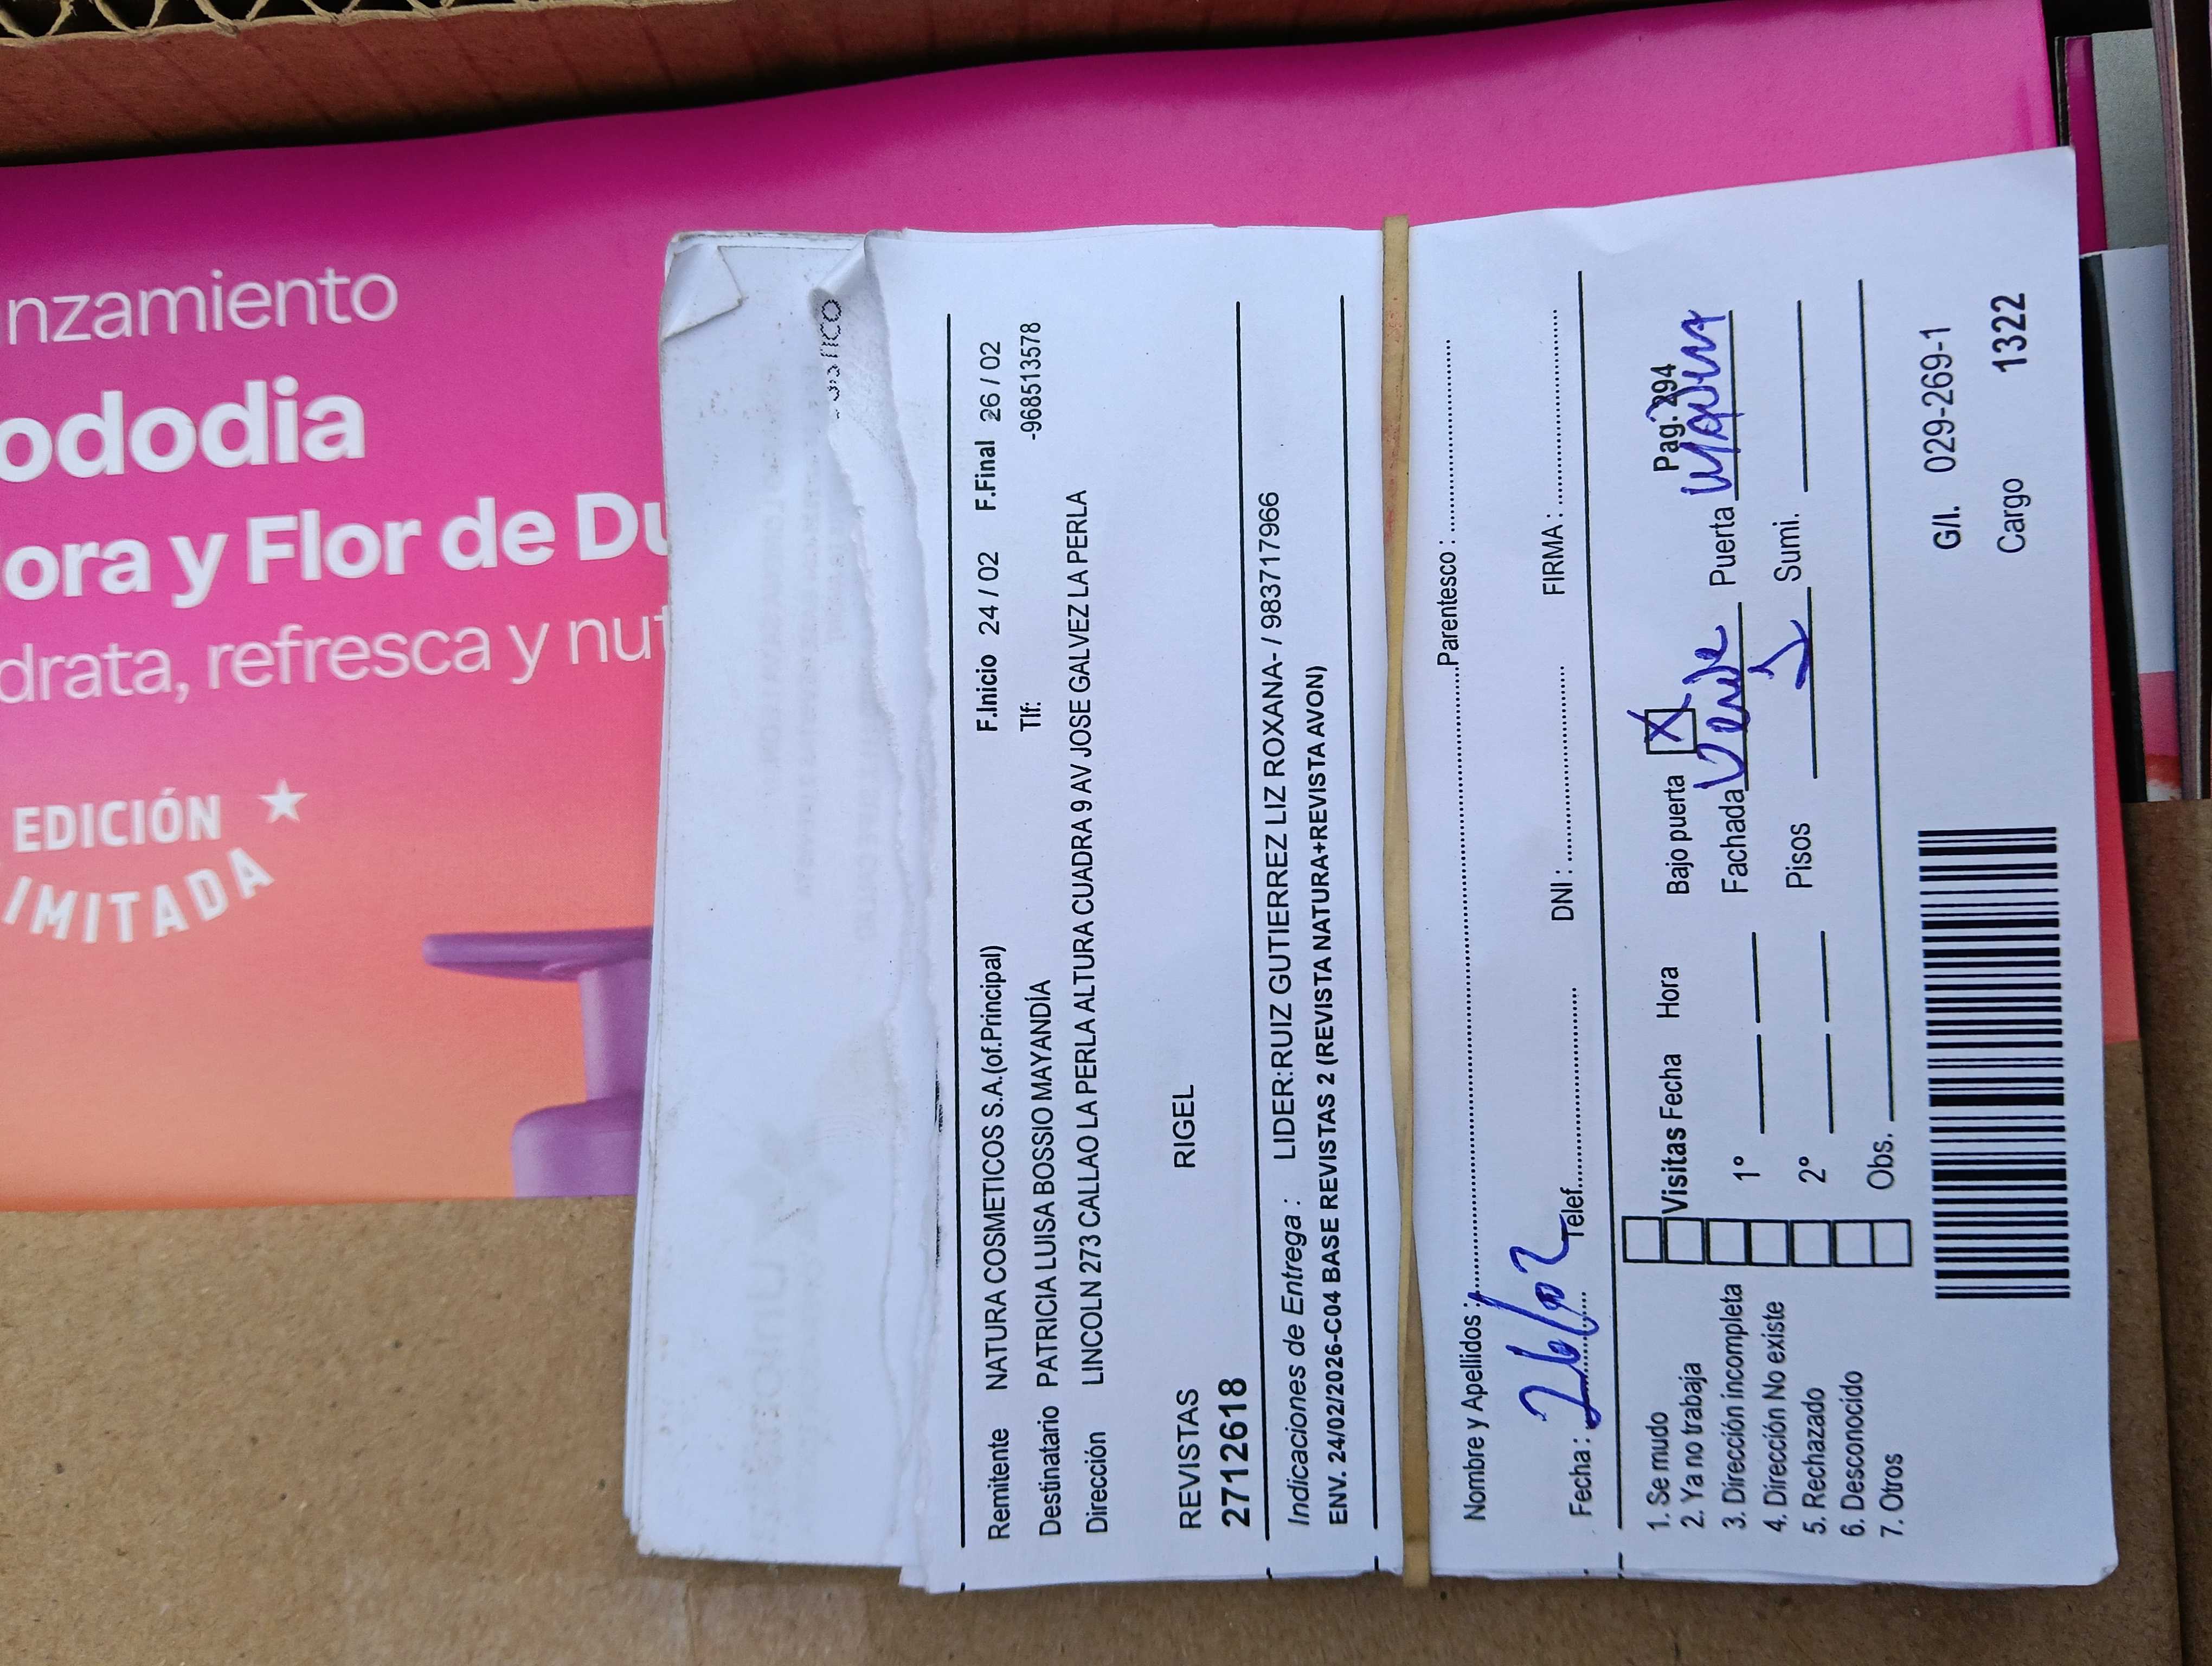 nzamiento
ododia
ora y Flor de Du
drata, refresca y nut
EDICIÓN
IMITADA
F.Inicio 24 / 02 F.Final 26 / 02
Remitente NATURA COSMETICOS S.A.(of.Principal)
Tlf: -968513578
Destinatario PATRICIA LUISA BOSSIO MAYANDÍA
Dirección LINCOLN 273 CALLAO LA PERLA ALTURA CUADRA 9 AV JOSE GALVEZ LA PERLA
REVISTAS RIGEL
2712618
Indicaciones de Entrega : LIDER:RUIZ GUTIERREZ LIZ ROXANA- / 983717966
ENV. 24/02/2026-C04 BASE REVISTAS 2 (REVISTA NATURA+REVISTA AVON)
Nombre y Apellidos : Parentesco :
Fecha : 26/02 Telef. DNI : FIRMA :
1. Se mudo
2. Ya no trabaja
3. Dirección incompleta
4. Dirección No existe
5. Rechazado
6. Desconocido
7. Otros
Visitas Fecha Hora
1°
2°
Obs.
Bajo puerta X Pag. 294
Fachada Verde Puerta
Pisos 1 Sumi.
G/I. 029-269-1
Cargo 1322